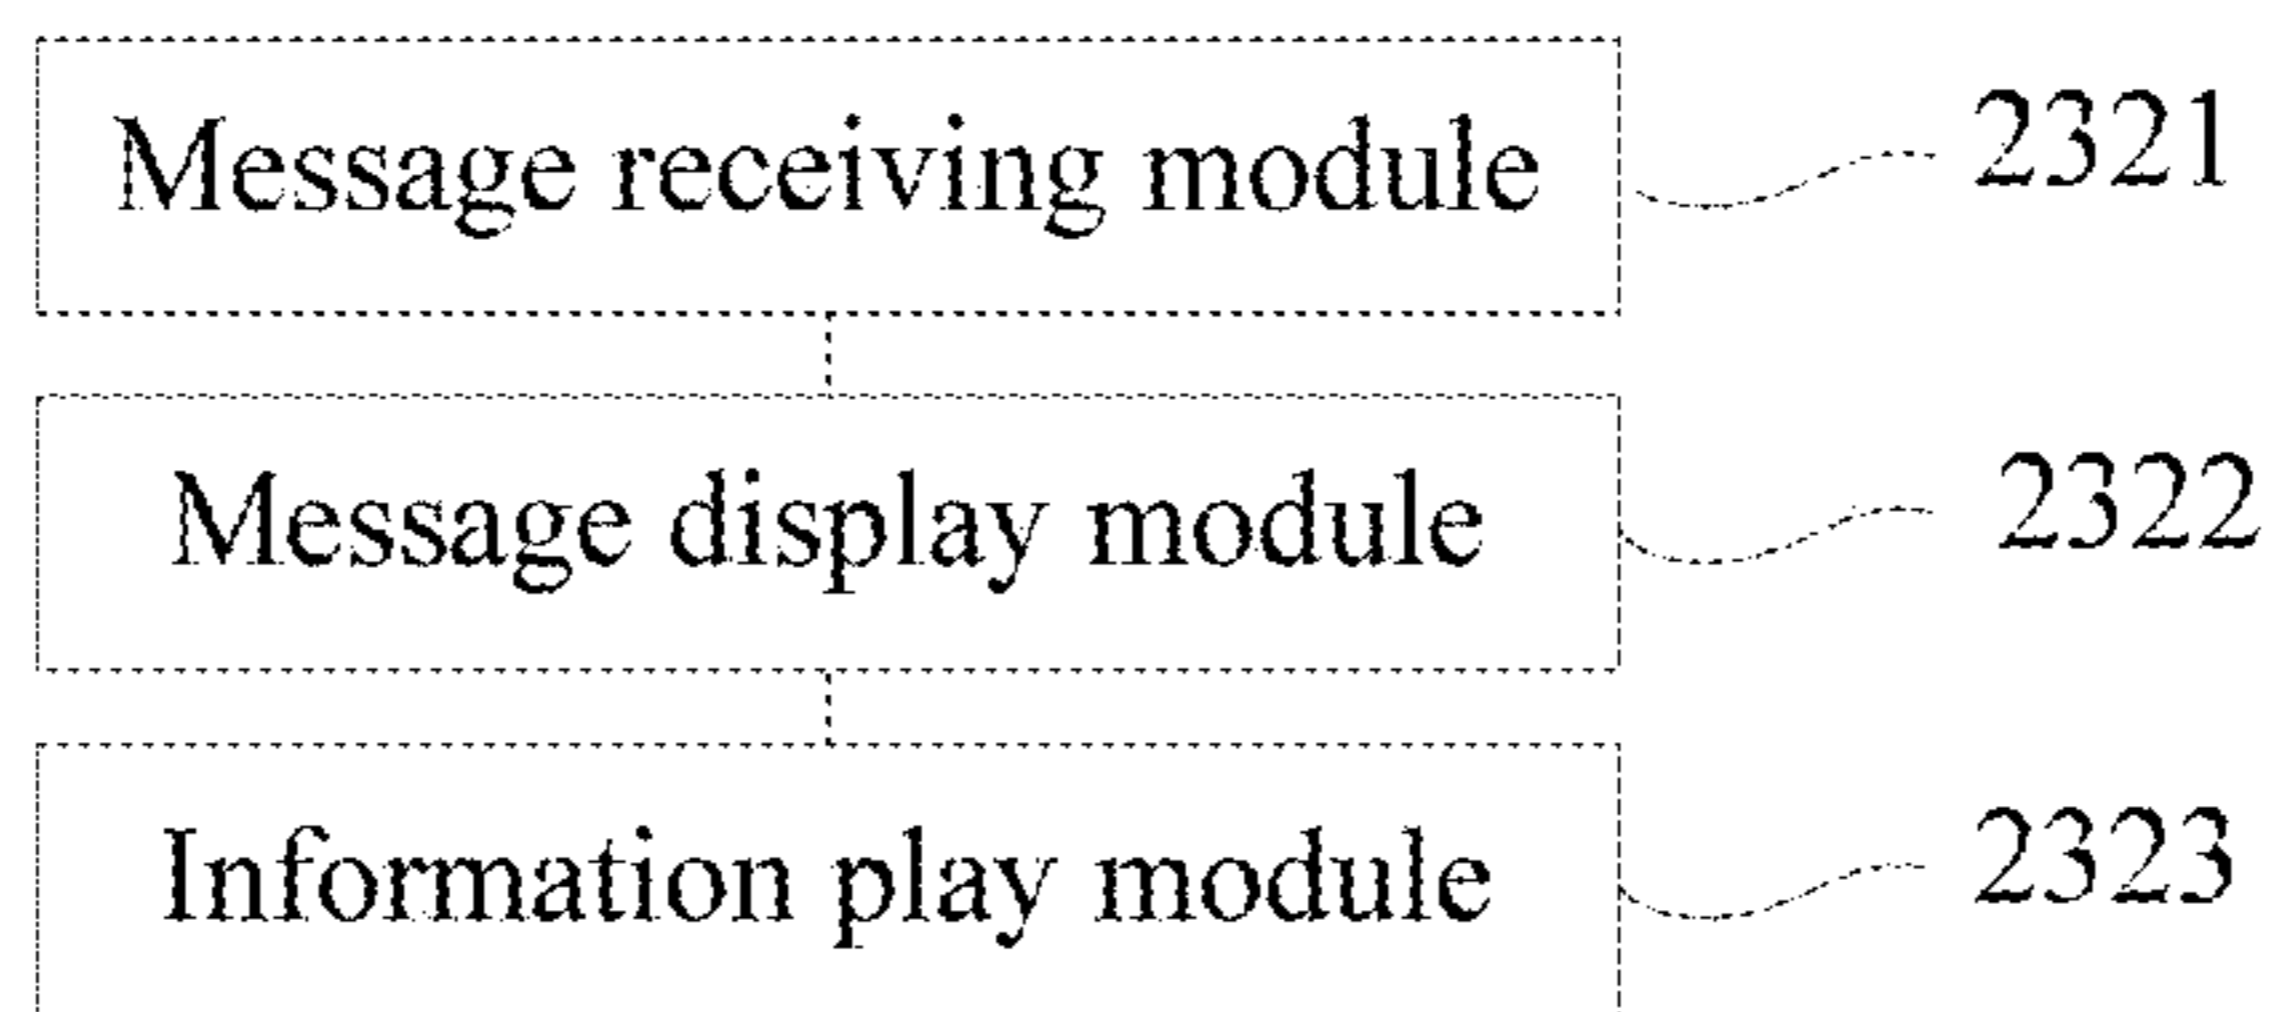 Message receiving module 2321
Message display module 2322
Information play module 2323